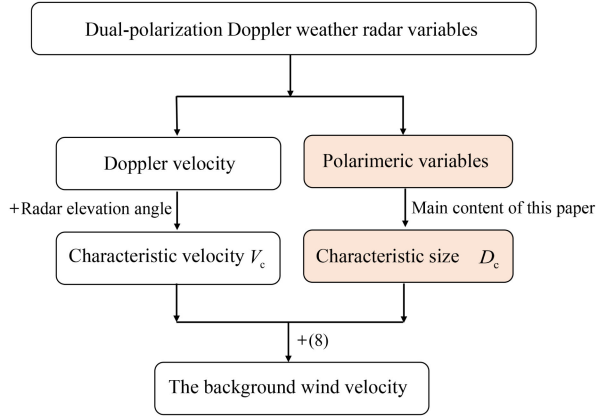 Dual-polarization Doppler weather radar variables
Doppler velocity
Polarimeric variables
+Radar elevation angle
Main content of this paper
Characteristic velocity Vc
Characteristic size Dc
+(8)
The background wind velocity